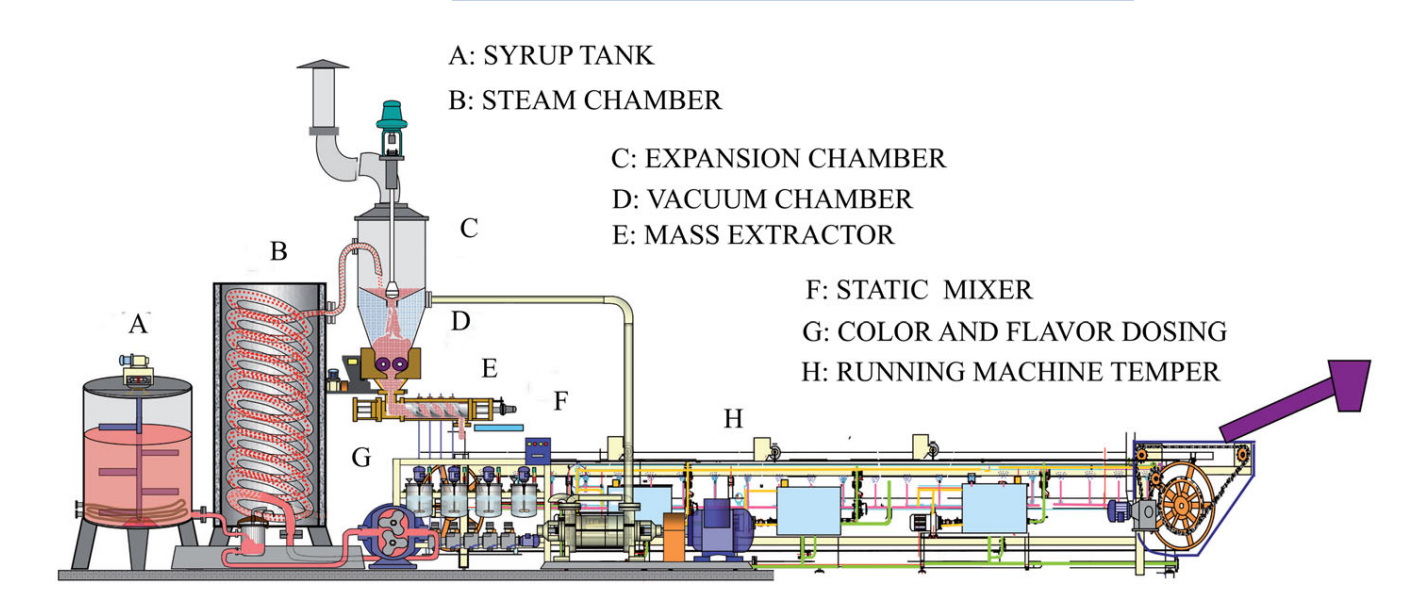 A: SYRUP TANK
B: STEAM CHAMBER
C: EXPANSION CHAMBER
D: VACUUM CHAMBER
E: MASS EXTRACTOR
F: STATIC MIXER
G: COLOR AND FLAVOR DOSING
H: RUNNING MACHINE TEMPER
A
B
C
D
E
F
G
H